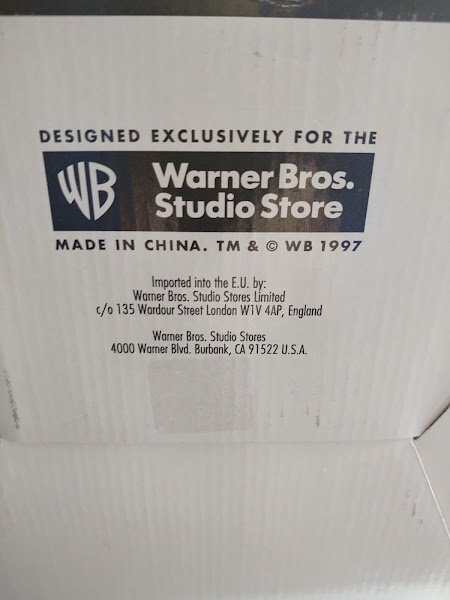 DESIGNED EXCLUSIVELY FOR THE
WB Warner Bros.
Studio Store
MADE IN CHINA. TM & © WB 1997
Imported into the E.U. by:
Warner Bros. Studio Stores Limited
c/o 135 Wardour Street London W1V 4AP, England
Warner Bros. Studio Stores
4000 Warner Blvd. Burbank, CA 91522 U.S.A.